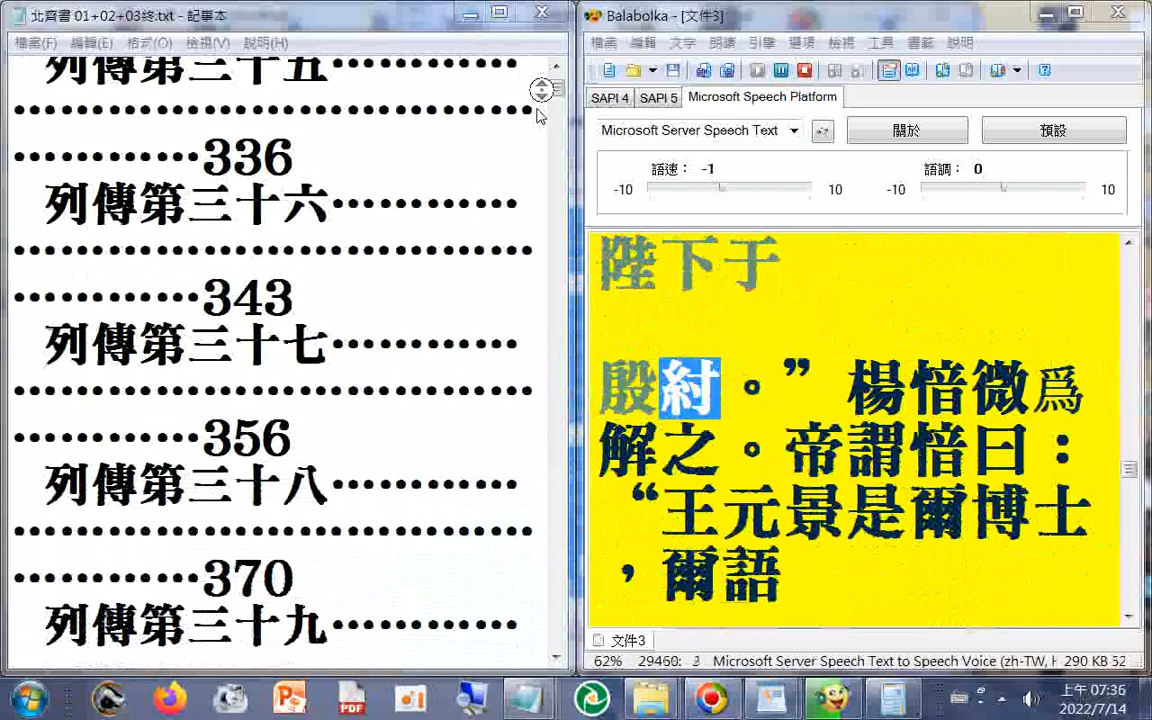 北齊書01+02+03终.txt - 記事本
檔案(F) 編輯(E) 格式(O) 檢視(V) 說明(H)
列傳第三十五…………
………………………………
…………336
列傳第三十六…………
………………………………
…………343
列傳第三十七…………
………………………………
…………356
列傳第三十八…………
………………………………
…………370
列傳第三十九…………
Balabolka - [文件3]
檔案 編輯 文字 朗讀 引擎 選項 檢視 工具 書籤 說明
SAPI 4 SAPI 5 Microsoft Speech Platform
Microsoft Server Speech Text 關於 預設
語速: -1 語調: 0
-10 10 -10 10
陛下于
殷紂。”楊愔微爲
解之。帝謂愔曰：
“王元景是爾博士
，爾語
文件3
62% 29460: 3 Microsoft Server Speech Text to Speech Voice (zh-TW, H 290 KB 52
上午 07:36
2022/7/14